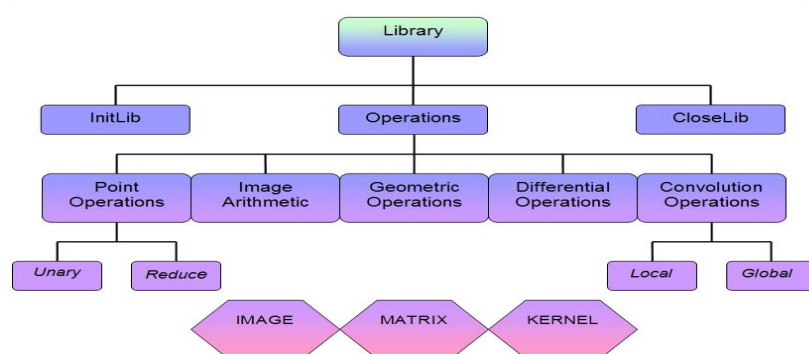 Library
InitLib
Operations
CloseLib
Point
Operations
Image
Arithmetic
Geometric
Operations
Differential
Operations
Convolution
Operations
Unary
Reduce
Local
Global
IMAGE
MATRIX
KERNEL